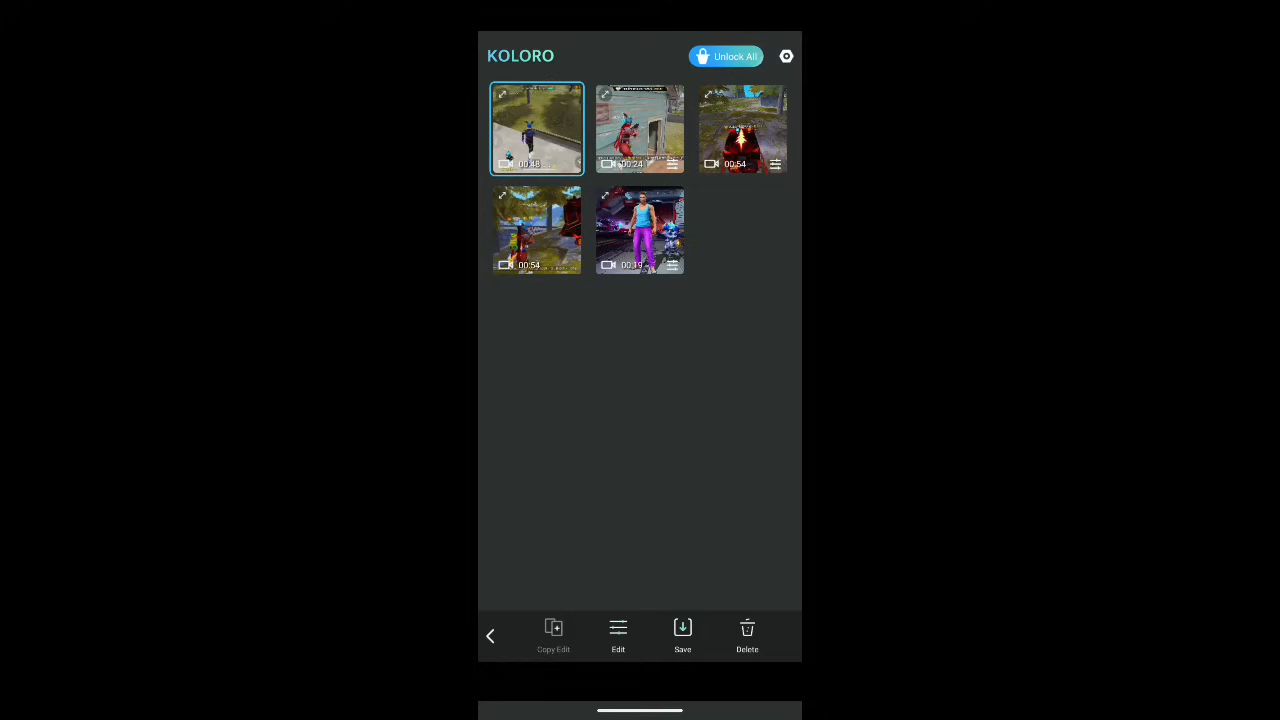 KOLORO
Unlock All
00:48
00:24
00:54
00:54
00:19
Copy Edit
Edit
Save
Delete